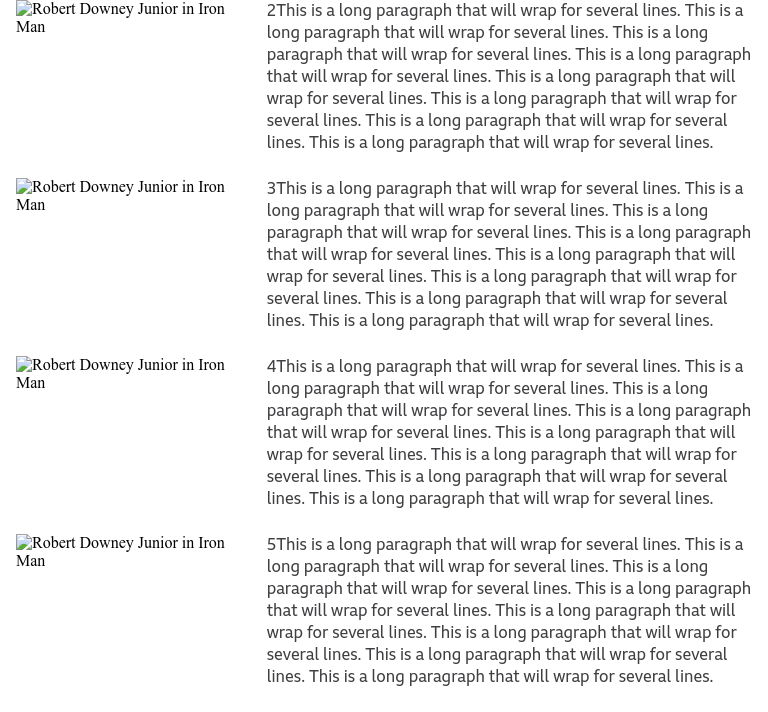 Robert Downey Junior in Iron
Man
2This is a long paragraph that will wrap for several lines. This is a
long paragraph that will wrap for several lines. This is a long
paragraph that will wrap for several lines. This is a long paragraph
that will wrap for several lines. This is a long paragraph that will
wrap for several lines. This is a long paragraph that will wrap for
several lines. This is a long paragraph that will wrap for several
lines. This is a long paragraph that will wrap for several lines.
Robert Downey Junior in Iron
Man
3This is a long paragraph that will wrap for several lines. This is a
long paragraph that will wrap for several lines. This is a long
paragraph that will wrap for several lines. This is a long paragraph
that will wrap for several lines. This is a long paragraph that will
wrap for several lines. This is a long paragraph that will wrap for
several lines. This is a long paragraph that will wrap for several
lines. This is a long paragraph that will wrap for several lines.
Robert Downey Junior in Iron
Man
4This is a long paragraph that will wrap for several lines. This is a
long paragraph that will wrap for several lines. This is a long
paragraph that will wrap for several lines. This is a long paragraph
that will wrap for several lines. This is a long paragraph that will
wrap for several lines. This is a long paragraph that will wrap for
several lines. This is a long paragraph that will wrap for several
lines. This is a long paragraph that will wrap for several lines.
Robert Downey Junior in Iron
Man
5This is a long paragraph that will wrap for several lines. This is a
long paragraph that will wrap for several lines. This is a long
paragraph that will wrap for several lines. This is a long paragraph
that will wrap for several lines. This is a long paragraph that will
wrap for several lines. This is a long paragraph that will wrap for
several lines. This is a long paragraph that will wrap for several
lines. This is a long paragraph that will wrap for several lines.